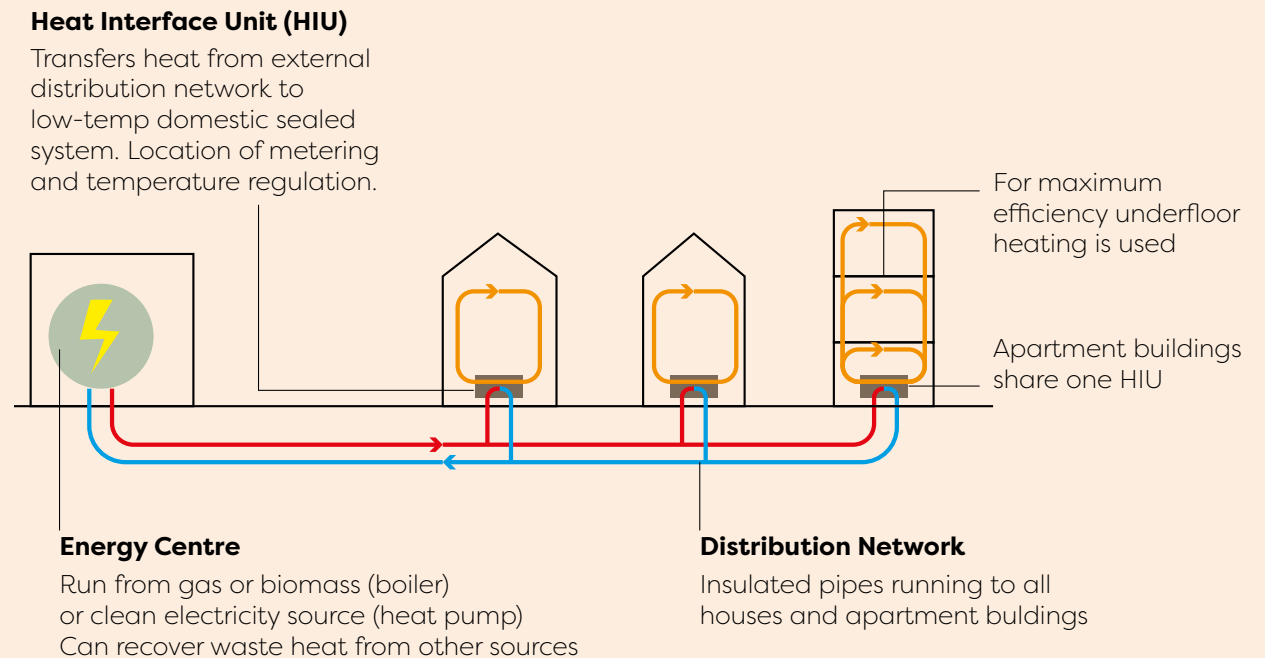 Heat Interface Unit (HIU)
Transfers heat from external
distribution network to
low-temp domestic sealed
system. Location of metering
and temperature regulation.
For maximum
efficiency underfloor
heating is used
Apartment buildings
share one HIU
Energy Centre
Run from gas or biomass (boiler)
or clean electricity source (heat pump)
Can recover waste heat from other sources
Distribution Network
Insulated pipes running to all
houses and apartment buldings